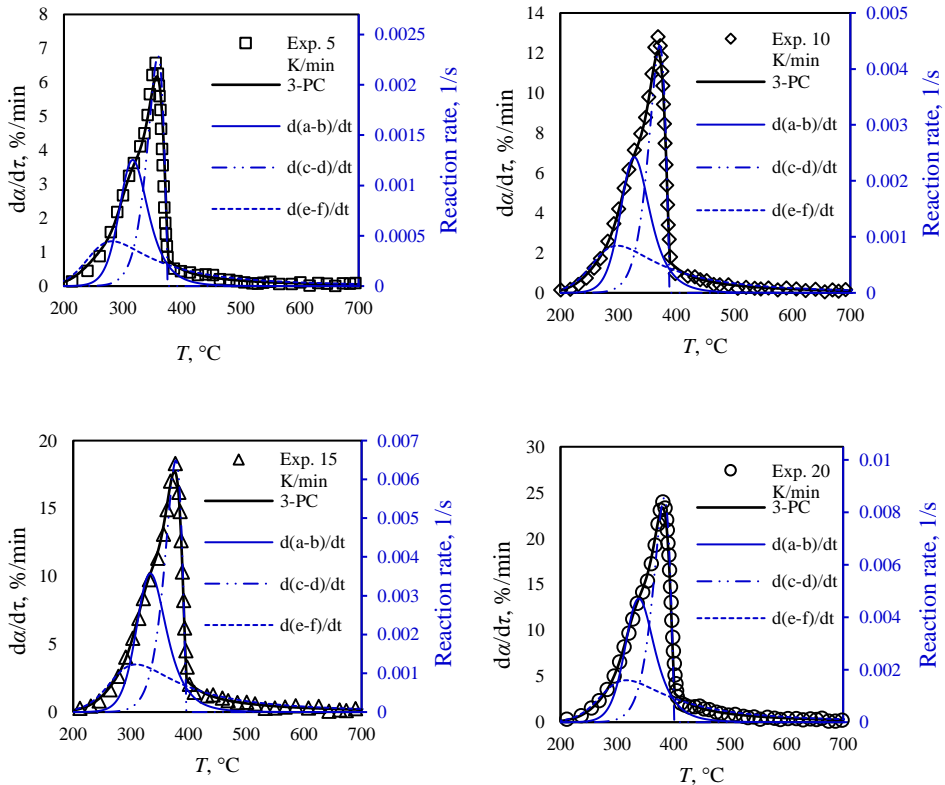 8
7
6
5
4
3
2
1
0
dα/dτ, %/min
Exp. 5
K/min
3-PC
d(a-b)/dt
d(c-d)/dt
d(e-f)/dt
0.0025
0.002
0.0015
0.001
0.0005
0
Reaction rate, 1/s
200 300 400 500 600 700
T, °C
14
12
10
8
6
4
2
0
dα/dτ, %/min
Exp. 10
K/min
3-PC
d(a-b)/dt
d(c-d)/dt
d(e-f)/dt
0.005
0.004
0.003
0.002
0.001
0
Reaction rate, 1/s
200 300 400 500 600 700
T, °C
20
15
10
5
0
dα/dτ, %/min
Exp. 15
K/min
3-PC
d(a-b)/dt
d(c-d)/dt
d(e-f)/dt
0.007
0.006
0.005
0.004
0.003
0.002
0.001
0
Reaction rate, 1/s
200 300 400 500 600 700
T, °C
30
25
20
15
10
5
0
dα/dτ, %/min
Exp. 20
K/min
3-PC
d(a-b)/dt
d(c-d)/dt
d(e-f)/dt
0.01
0.008
0.006
0.004
0.002
0
Reaction rate, 1/s
200 300 400 500 600 700
T, °C